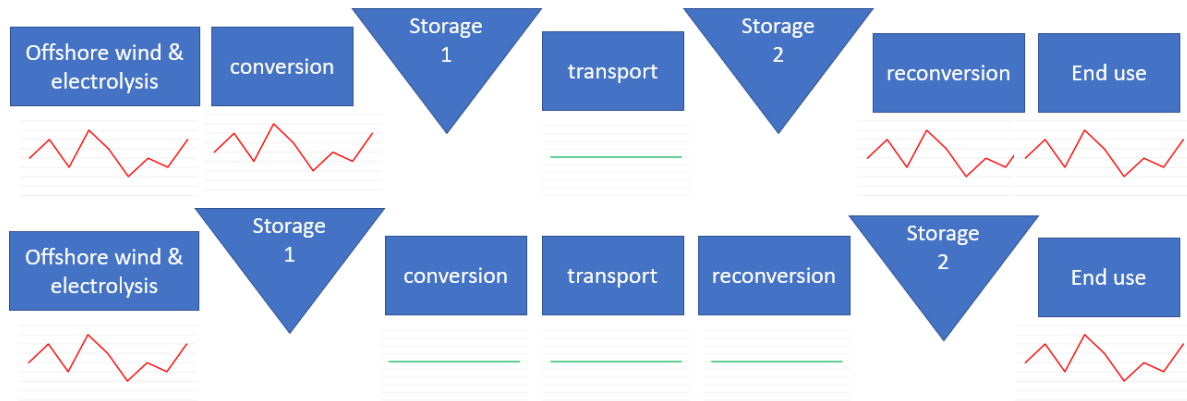 Offshore wind &
electrolysis
conversion
Storage
1
transport
Storage
2
reconversion
End use
Offshore wind &
electrolysis
Storage
1
conversion
transport
reconversion
Storage
2
End use